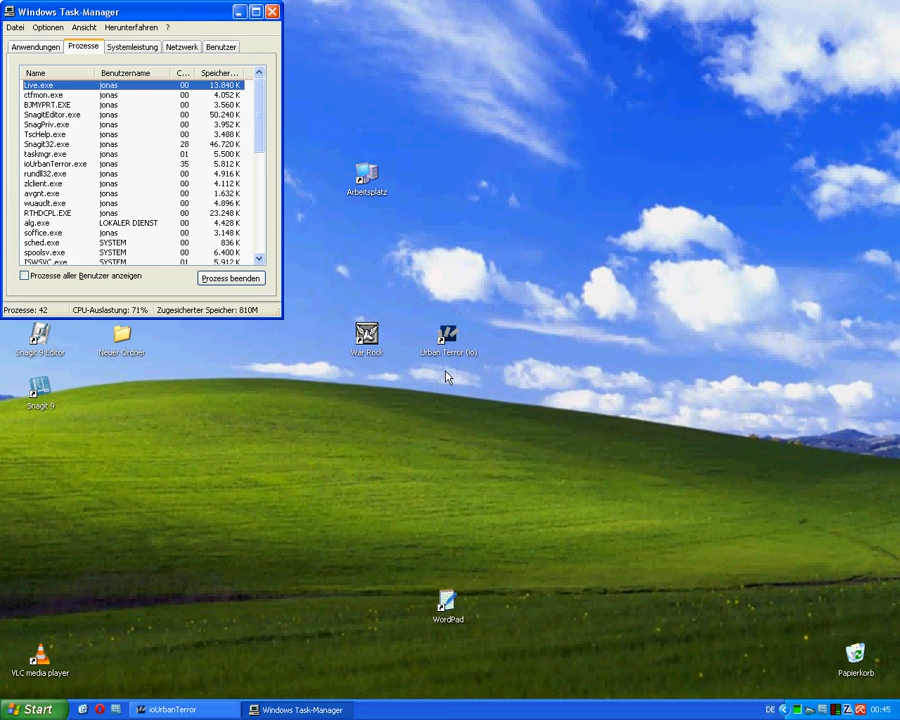 Windows Task-Manager
Datei Optionen Ansicht Herunterfahren ?
Anwendungen Prozesse Systemleistung Netzwerk Benutzer
Name Benutzername C... Speicher...
Live.exe jonas 00 13.840 K
ctfmon.exe jonas 00 4.052 K
BJMYPRT.EXE jonas 00 3.560 K
SnagitEditor.exe jonas 00 50.240 K
SnagPriv.exe jonas 00 3.952 K
TscHelp.exe jonas 00 3.488 K
Snagit32.exe jonas 28 46.720 K
taskmgr.exe jonas 01 5.500 K
ioUrbanTerror.exe jonas 35 5.812 K
rundll32.exe jonas 00 4.916 K
zlclient.exe jonas 00 4.112 K
avgnt.exe jonas 00 1.632 K
wuauclt.exe jonas 00 4.896 K
RTHDCPL.EXE jonas 00 23.248 K
alg.exe LOKALER DIENST 00 4.428 K
soffice.exe jonas 00 3.148 K
sched.exe SYSTEM 00 836 K
spoolsv.exe SYSTEM 00 6.400 K
ISWSVC.exe SYSTEM 01 5.912 K
Prozesse aller Benutzer anzeigen
Prozess beenden
Prozesse: 42 CPU-Auslastung: 71% Zugesicherter Speicher: 810M
Arbeitsplatz
Snagit 9 Editor
Neuer Ordner
War Rock
Urban Terror (io)
Snagit 9
WordPad
VLC media player
Papierkorb
Start
ioUrbanTerror
Windows Task-Manager
DE
00:45